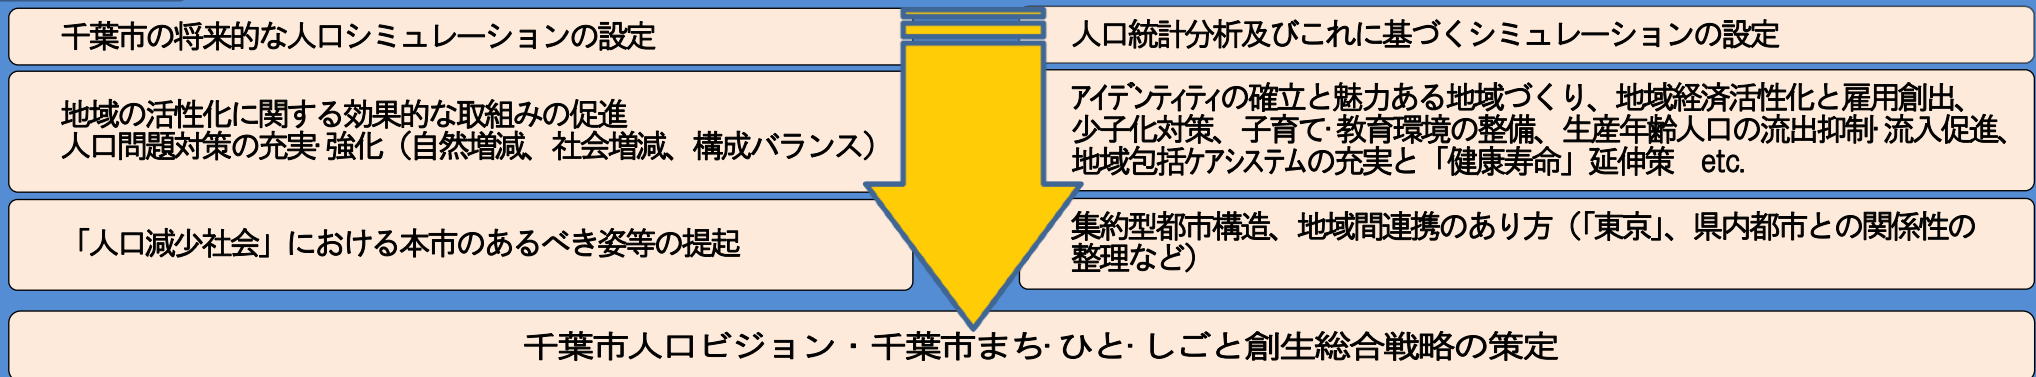 千葉市の将来的な人口シミュレーションの設定
人口統計分析及びこれに基づくシミュレーションの設定
地域の活性化に関する効果的な取組みの促進
人口問題対策の充実・強化（自然増減、社会増減、構成バランス）
アイデンティティの確立と魅力ある地域づくり、地域経済活性化と雇用創出、
少子化対策、子育て・教育環境の整備、生産年齢人口の流出抑制・流入促進、
地域包括ケアシステムの充実と「健康寿命」延伸策　etc.
「人口減少社会」における本市のあるべき姿等の提起
集約型都市構造、地域間連携のあり方（「東京」、県内都市との関係性の
整理など）
千葉市人口ビジョン・千葉市まち・ひと・しごと創生総合戦略の策定